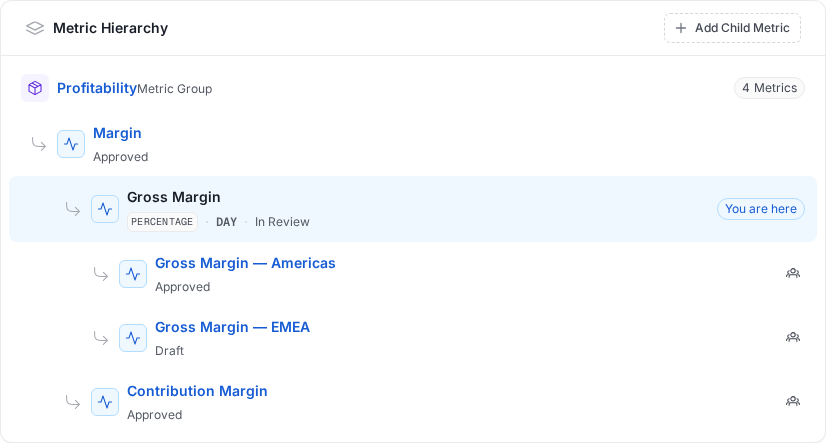 Metric Hierarchy
Add Child Metric
Profitability Metric Group
4 Metrics
Margin
Approved
Gross Margin
PERCENTAGE · DAY · In Review
You are here
Gross Margin — Americas
Approved
Gross Margin — EMEA
Draft
Contribution Margin
Approved